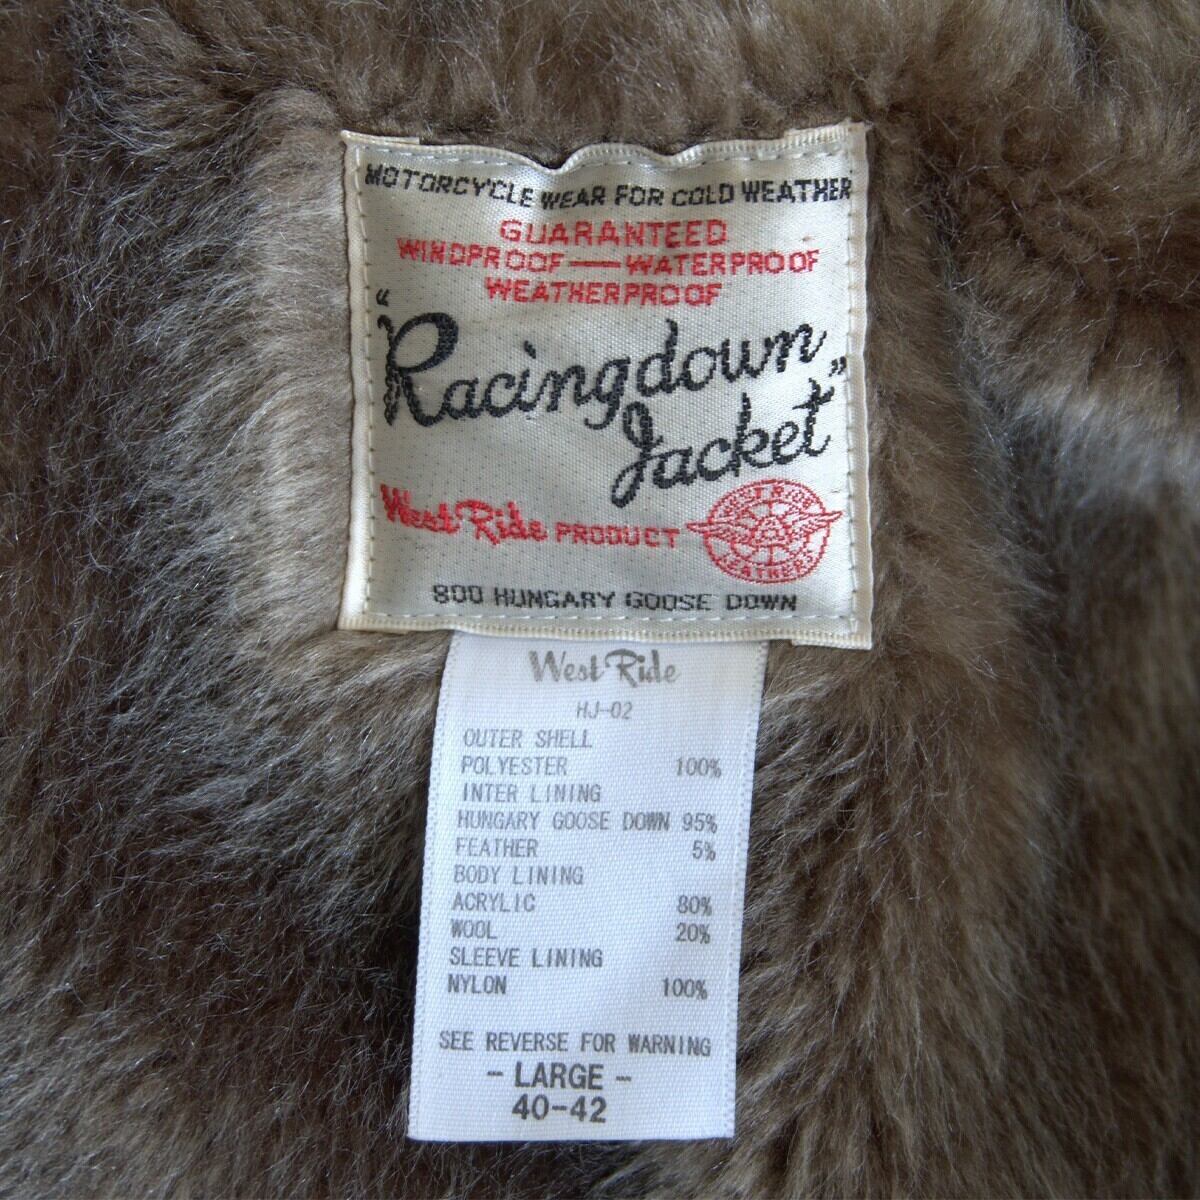 MOTORCYCLE WEAR FOR COLD WEATHER
GUARANTEED
WINDPROOF — WATERPROOF
WEATHERPROOF
"Racingdown
Jacket"
West Ride PRODUCT
800 HUNGARY GOOSE DOWN
West Ride
HJ-02
OUTER SHELL
POLYESTER 100%
INTER LINING
HUNGARY GOOSE DOWN 95%
FEATHER 5%
BODY LINING
ACRYLIC 80%
WOOL 20%
SLEEVE LINING
NYLON 100%
SEE REVERSE FOR WARNING
- LARGE -
40-42